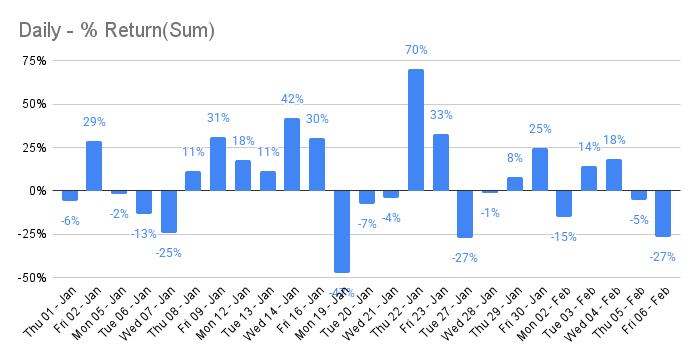 Daily - % Return(Sum)
75%
50%
25%
0%
-25%
-50%
-6%
29%
-2%
-13%
-25%
11%
31%
18%
11%
42%
30%
-47%
-7%
-4%
70%
33%
-27%
-1%
8%
25%
-15%
14%
18%
-5%
-27%
Thu 01 - Jan
Fri 02 - Jan
Mon 05 - Jan
Tue 06 - Jan
Wed 07 - Jan
Thu 08 - Jan
Fri 09 - Jan
Mon 12 - Jan
Tue 13 - Jan
Wed 14 - Jan
Fri 16 - Jan
Mon 19 - Jan
Tue 20 - Jan
Wed 21 - Jan
Thu 22 - Jan
Fri 23 - Jan
Tue 27 - Jan
Wed 28 - Jan
Thu 29 - Jan
Fri 30 - Jan
Mon 02 - Feb
Tue 03 - Feb
Wed 04 - Feb
Thu 05 - Feb
Fri 06 - Feb